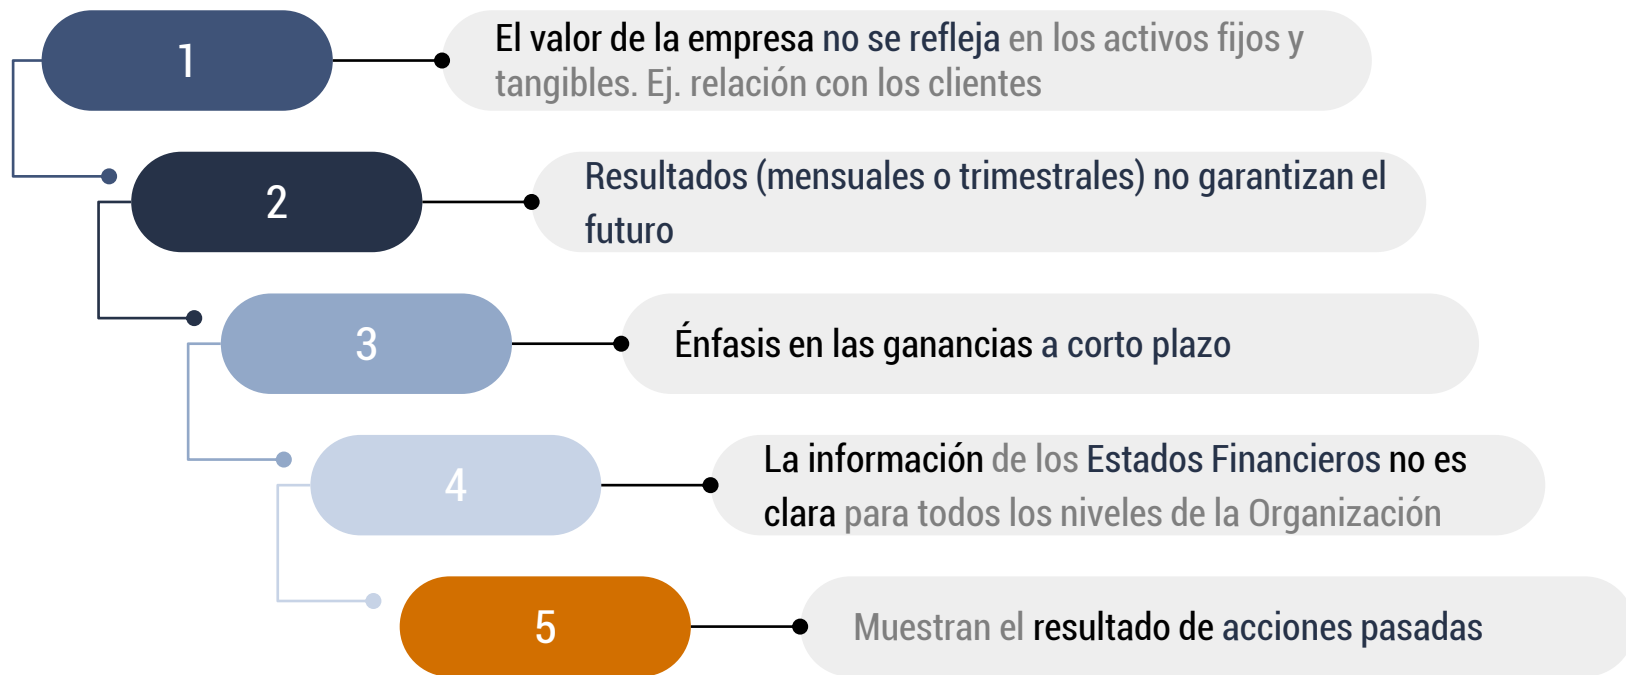 1
El valor de la empresa no se refleja en los activos fijos y
tangibles. Ej. relación con los clientes
2
Resultados (mensuales o trimestrales) no garantizan el
futuro
3
Énfasis en las ganancias a corto plazo
4
La información de los Estados Financieros no es
clara para todos los niveles de la Organización
5
Muestran el resultado de acciones pasadas